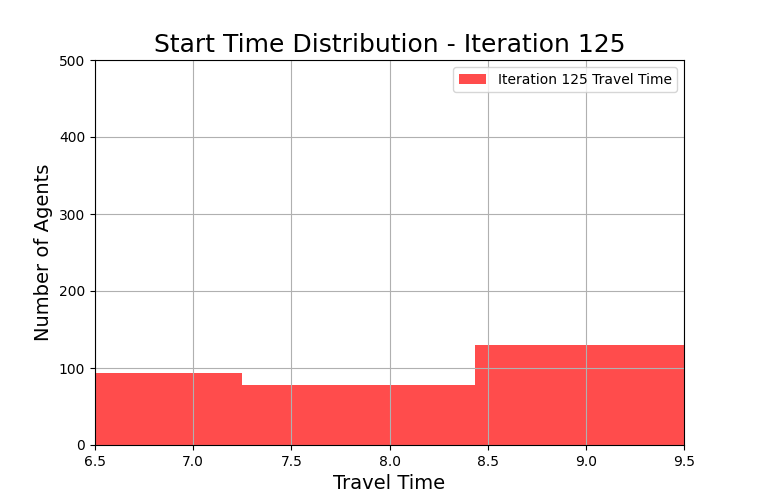 Start Time Distribution - Iteration 125
500
400
300
200
100
0
Number of Agents
Iteration 125 Travel Time
6.5 7.0 7.5 8.0 8.5 9.0 9.5
Travel Time